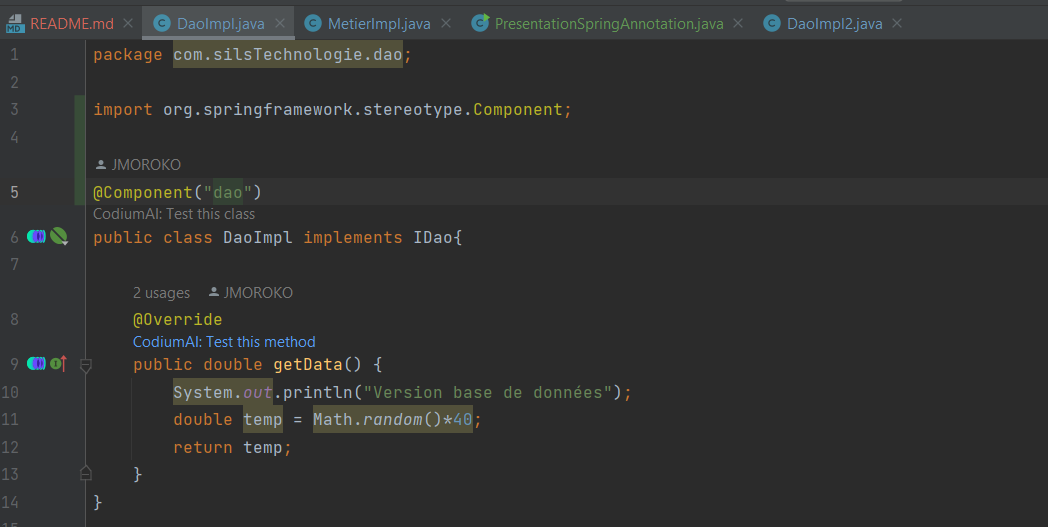 README.md DaoImpl.java MetierImpl.java PresentationSpringAnnotation.java DaoImpl2.java
1 package com.silsTechnologie.dao;
2
3 import org.springframework.stereotype.Component;
4
JMOROKO
5 @Component("dao")
CodiumAI: Test this class
6 public class DaoImpl implements IDao{
7
2 usages JMOROKO
8 @Override
CodiumAI: Test this method
9 public double getData() {
10 System.out.println("Version base de données");
11 double temp = Math.random()*40;
12 return temp;
13 }
14 }
15